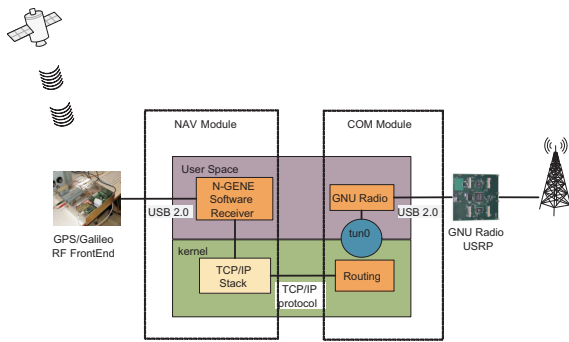 NAV Module
COM Module
User Space
N-GENE
Software
Receiver
GNU Radio
USB 2.0
USB 2.0
GPS/Galileo
RF FrontEnd
tun0
GNU Radio
USRP
kernel
TCP/IP
Stack
Routing
TCP/IP
protocol